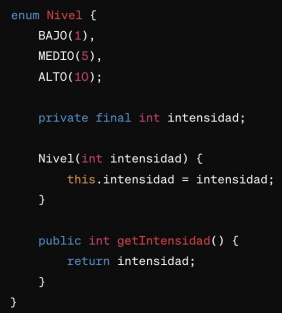 enum Nivel {
    BAJO(1),
    MEDIO(5),
    ALTO(10);

    private final int intensidad;

    Nivel(int intensidad) {
        this.intensidad = intensidad;
    }

    public int getIntensidad() {
        return intensidad;
    }
}